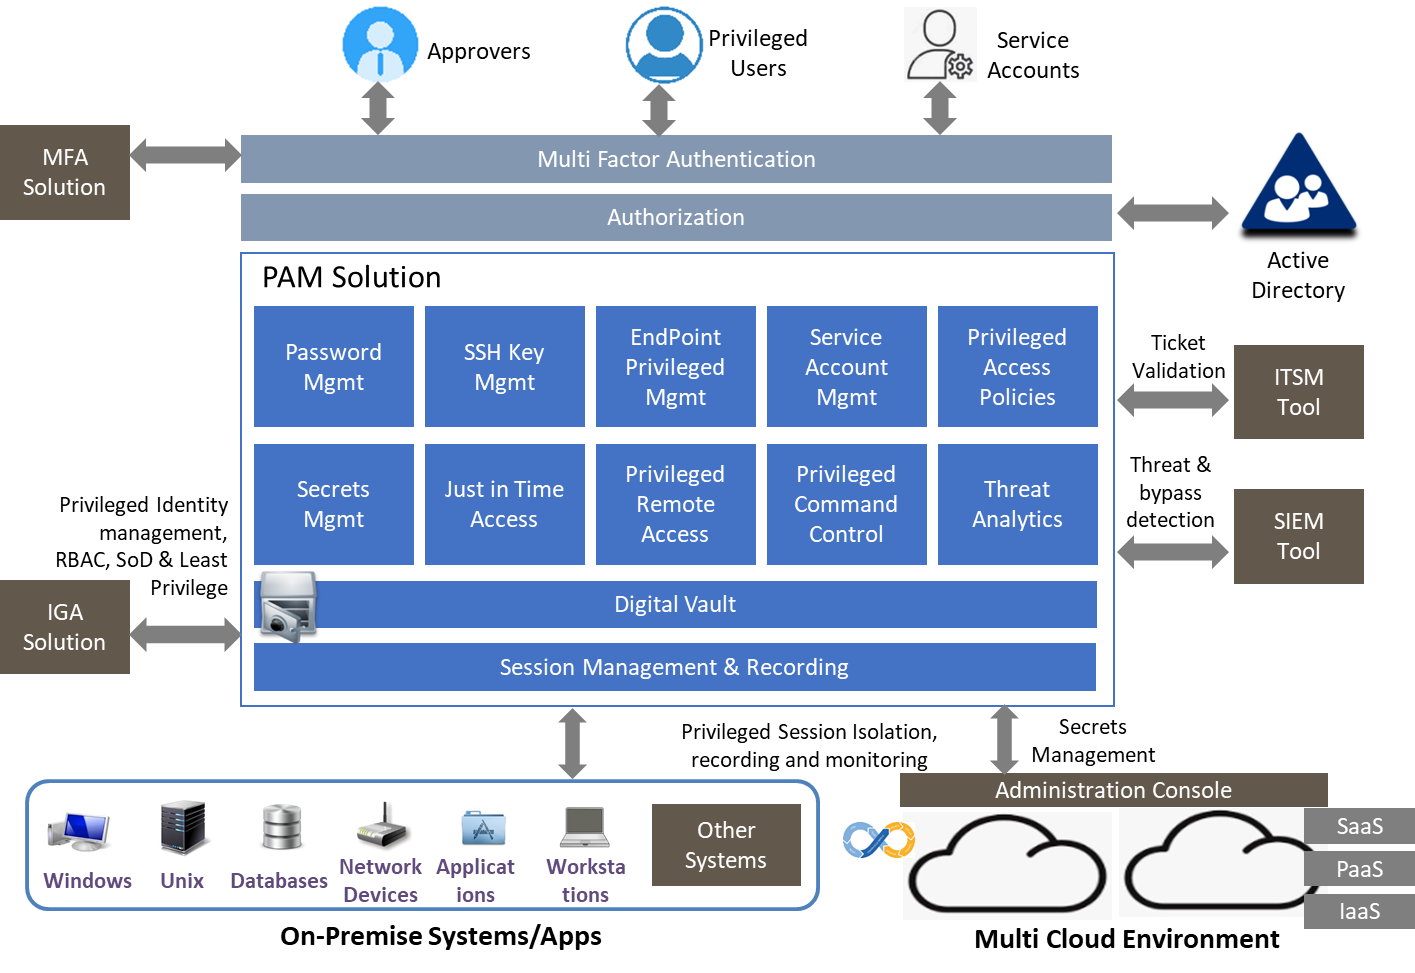 Approvers
Privileged
Users
Service
Accounts
MFA
Solution
Multi Factor Authentication
Authorization
Active
Directory
PAM Solution
Password
Mgmt
SSH Key
Mgmt
EndPoint
Privileged
Mgmt
Service
Account
Mgmt
Privileged
Access
Policies
Ticket
Validation
ITSM
Tool
Secrets
Mgmt
Just in Time
Access
Privileged
Remote
Access
Privileged
Command
Control
Threat
Analytics
Threat &
bypass
detection
SIEM
Tool
Privileged Identity
management,
RBAC, SoD & Least
Privilege
IGA
Solution
Digital Vault
Session Management & Recording
Privileged Session Isolation,
recording and monitoring
Secrets
Management
Windows
Unix
Databases
Network
Devices
Applicat
ions
Worksta
tions
Other
Systems
On-Premise Systems/Apps
Administration Console
SaaS
PaaS
IaaS
Multi Cloud Environment